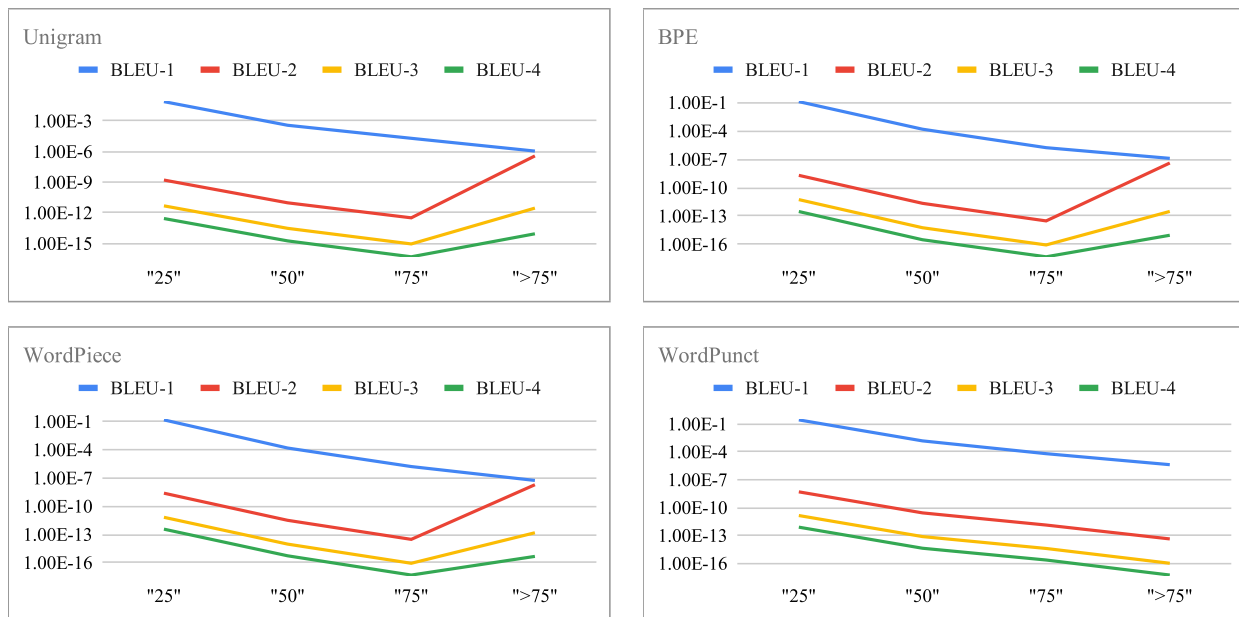 Unigram
BLEU-1 BLEU-2 BLEU-3 BLEU-4
1.00E-3
1.00E-6
1.00E-9
1.00E-12
1.00E-15
"25" "50" "75" ">75"
BPE
BLEU-1 BLEU-2 BLEU-3 BLEU-4
1.00E-1
1.00E-4
1.00E-7
1.00E-10
1.00E-13
1.00E-16
"25" "50" "75" ">75"
WordPiece
BLEU-1 BLEU-2 BLEU-3 BLEU-4
1.00E-1
1.00E-4
1.00E-7
1.00E-10
1.00E-13
1.00E-16
"25" "50" "75" ">75"
WordPunct
BLEU-1 BLEU-2 BLEU-3 BLEU-4
1.00E-1
1.00E-4
1.00E-7
1.00E-10
1.00E-13
1.00E-16
"25" "50" "75" ">75"